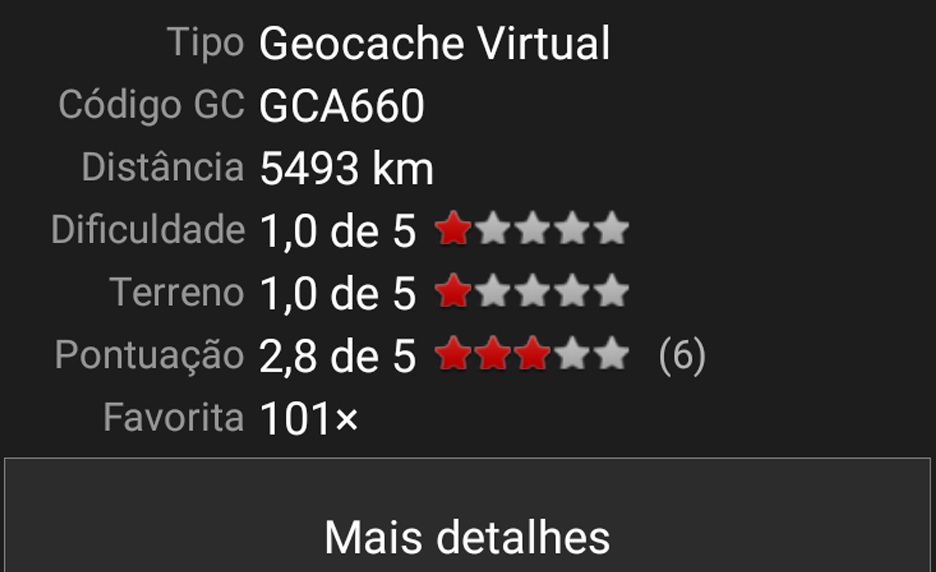 Tipo Geocache Virtual
Código GC GCA660
Distância 5493 km
Dificuldade 1,0 de 5
Terreno 1,0 de 5
Pontuação 2,8 de 5 (6)
Favorita 101×
Mais detalhes